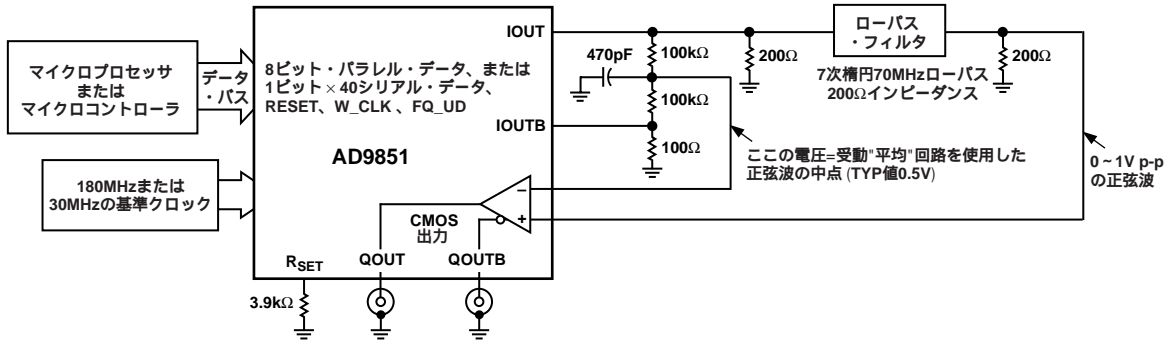 マイクロプロセッサ
または
マイクロコントローラ
データ
・バス
8ビット・パラレル・データ、または
1ビット×40シリアル・データ、
RESET、W_CLK 、FQ_UD
AD9851
180MHzまたは
30MHzの基準クロック
IOUT
IOUTB
CMOS
出力
−
+
RSET
QOUT
QOUTB
3.9kΩ
470pF
100kΩ
100kΩ
100Ω
200Ω
ローパス
・フィルタ
7次楕円70MHzローパス
200Ωインピーダンス
200Ω
ここの電圧=受動"平均"回路を使用した
正弦波の中点 (TYP値0.5V)
0~1V p-p
の正弦波